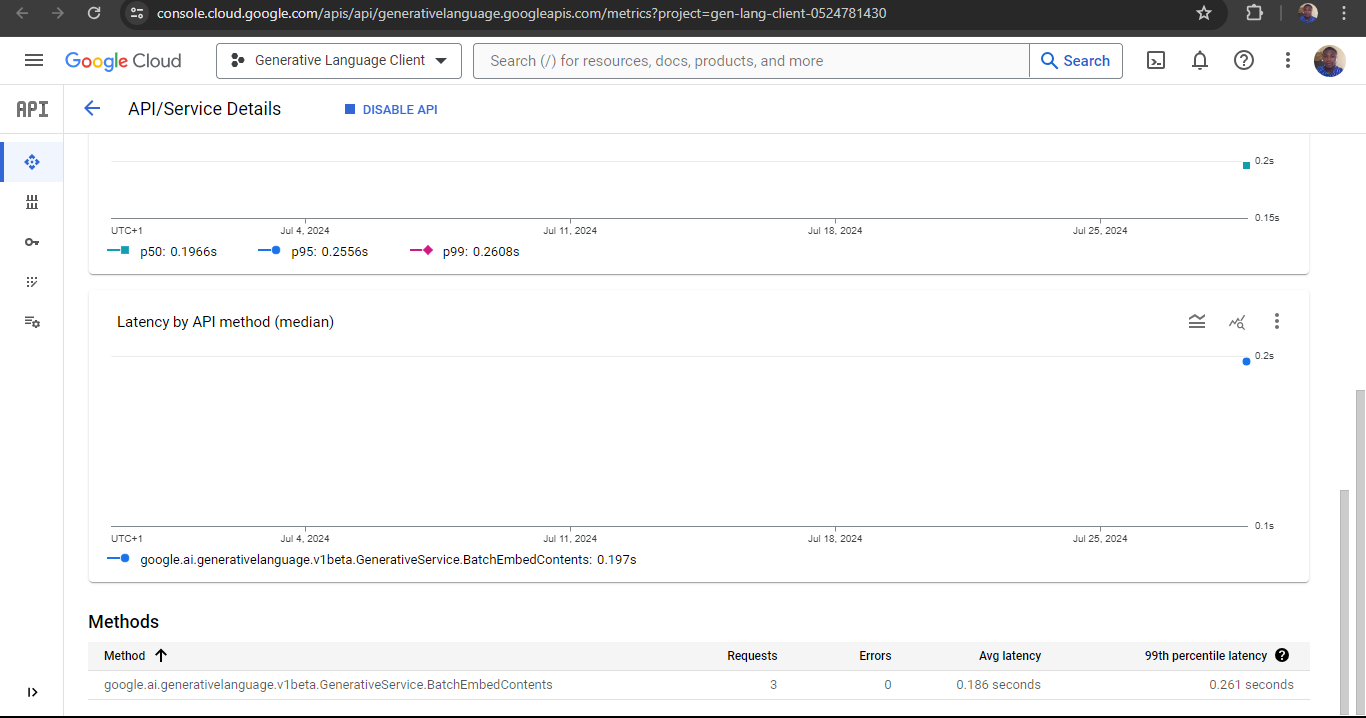 console.cloud.google.com/apis/api/generativelanguage.googleapis.com/metrics?project=gen-lang-client-0524781430
Google Cloud
Generative Language Client
Search (/) for resources, docs, products, and more
Search
API
API/Service Details
DISABLE API
0.2s
0.15s
UTC+1 Jul 4, 2024 Jul 11, 2024 Jul 18, 2024 Jul 25, 2024
p50: 0.1966s p95: 0.2556s p99: 0.2608s
Latency by API method (median)
0.2s
0.1s
UTC+1 Jul 4, 2024 Jul 11, 2024 Jul 18, 2024 Jul 25, 2024
google.ai.generativelanguage.v1beta.GenerativeService.BatchEmbedContents: 0.197s
Methods
Method Requests Errors Avg latency 99th percentile latency
google.ai.generativelanguage.v1beta.GenerativeService.BatchEmbedContents 3 0 0.186 seconds 0.261 seconds